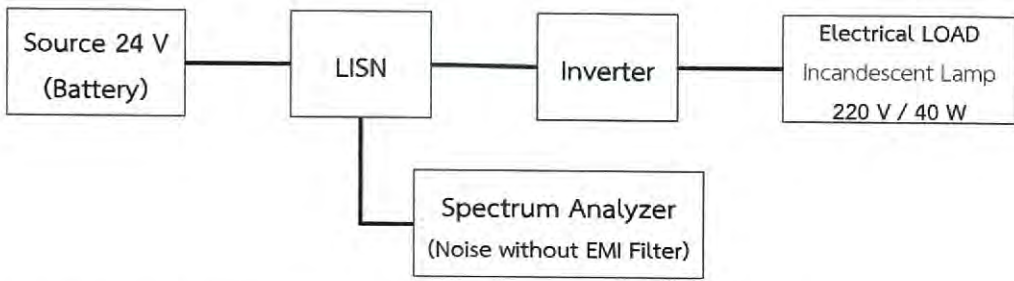 Source 24 V
(Battery)
LISN
Inverter
Electrical LOAD
Incandescent Lamp
220 V / 40 W
Spectrum Analyzer
(Noise without EMI Filter)